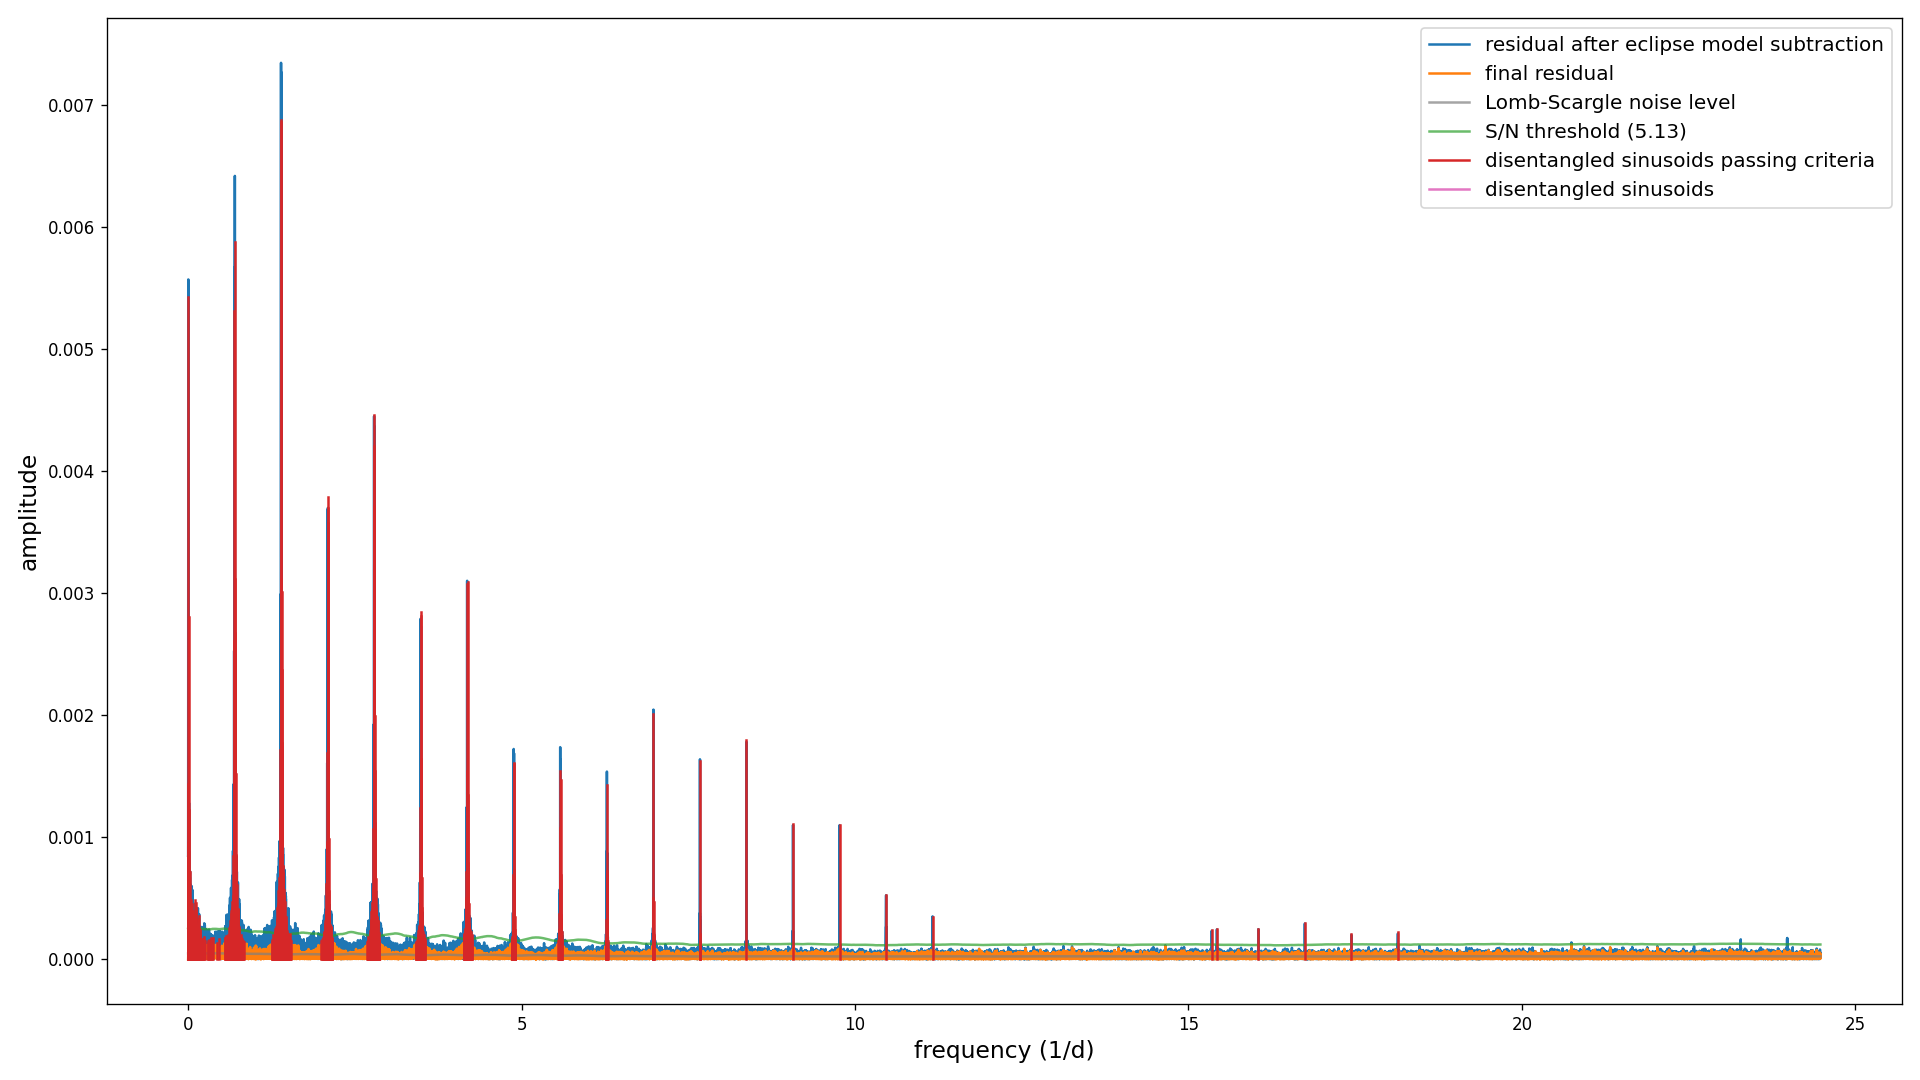 residual after eclipse model subtraction
final residual
Lomb-Scargle noise level
S/N threshold (5.13)
disentangled sinusoids passing criteria
disentangled sinusoids
0.007
0.006
0.005
0.004
0.003
0.002
0.001
0.000
amplitude
0 5 10 15 20 25
frequency (1/d)